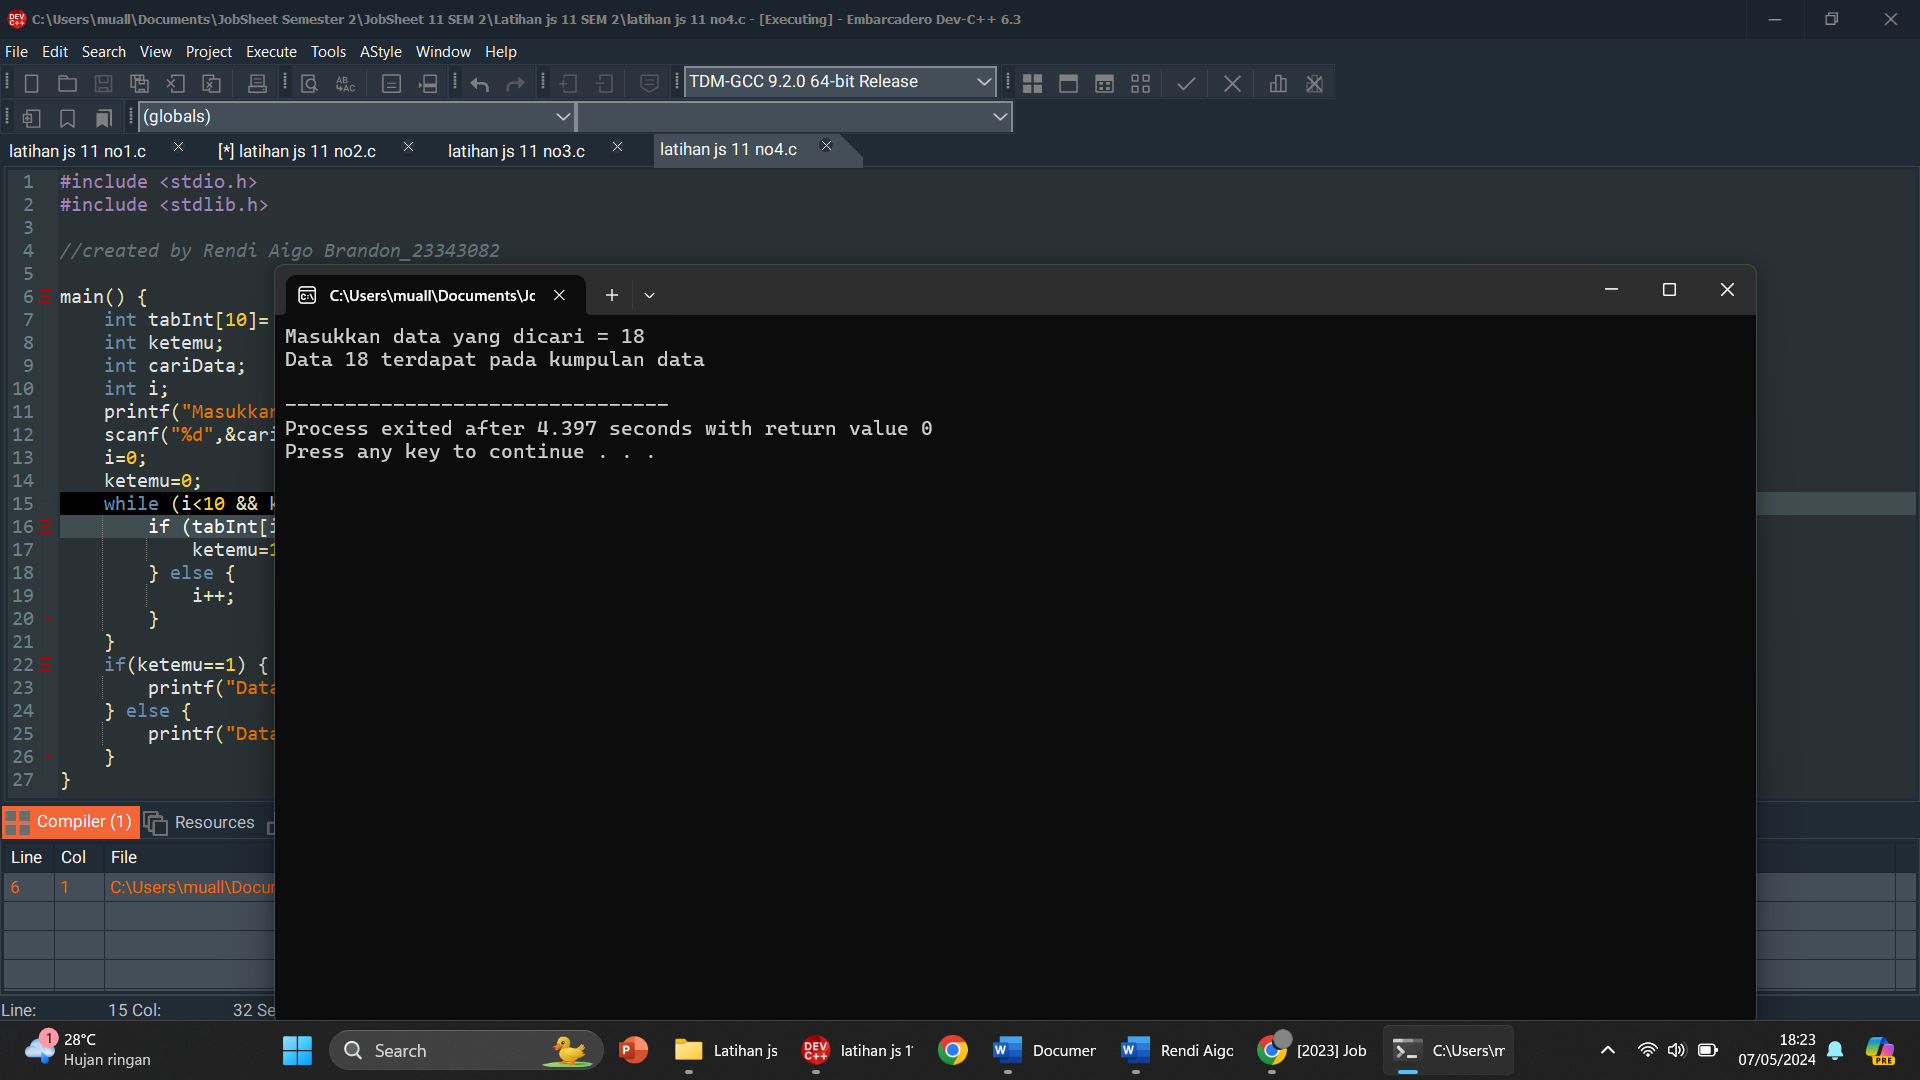 C:\Users\muall\Documents\JobSheet Semester 2\JobSheet 11 SEM 2\Latihan js 11 SEM 2\latihan js 11 no4.c - [Executing] - Embarcadero Dev-C++ 6.3
File Edit Search View Project Execute Tools AStyle Window Help
TDM-GCC 9.2.0 64-bit Release
(globals)
latihan js 11 no1.c [*] latihan js 11 no2.c latihan js 11 no3.c latihan js 11 no4.c
1 #include <stdio.h>
2 #include <stdlib.h>
3
4 //created by Rendi Aigo Brandon_23343082
5
6 main() {
7 int tabInt[10]=
8 int ketemu;
9 int cariData;
10 int i;
11 printf("Masukkan
12 scanf("%d",&cari
13 i=0;
14 ketemu=0;
15 while (i<10 && k
16 if (tabInt[i
17 ketemu=1
18 } else {
19 i++;
20 }
21 }
22 if(ketemu==1) {
23 printf("Data
24 } else {
25 printf("Data
26 }
27 }
C:\Users\muall\Documents\Jc
Masukkan data yang dicari = 18
Data 18 terdapat pada kumpulan data
--------------------------------
Process exited after 4.397 seconds with return value 0
Press any key to continue . . .
Compiler (1) Resources
Line Col File
6 1 C:\Users\muall\Docum
Line: 15 Col: 32 Se
1
28°C
Hujan ringan
Search
Latihan js
latihan js 1
Documer
Rendi Aigo
[2023] Job
C:\Users\m
18:23
07/05/2024
PRE